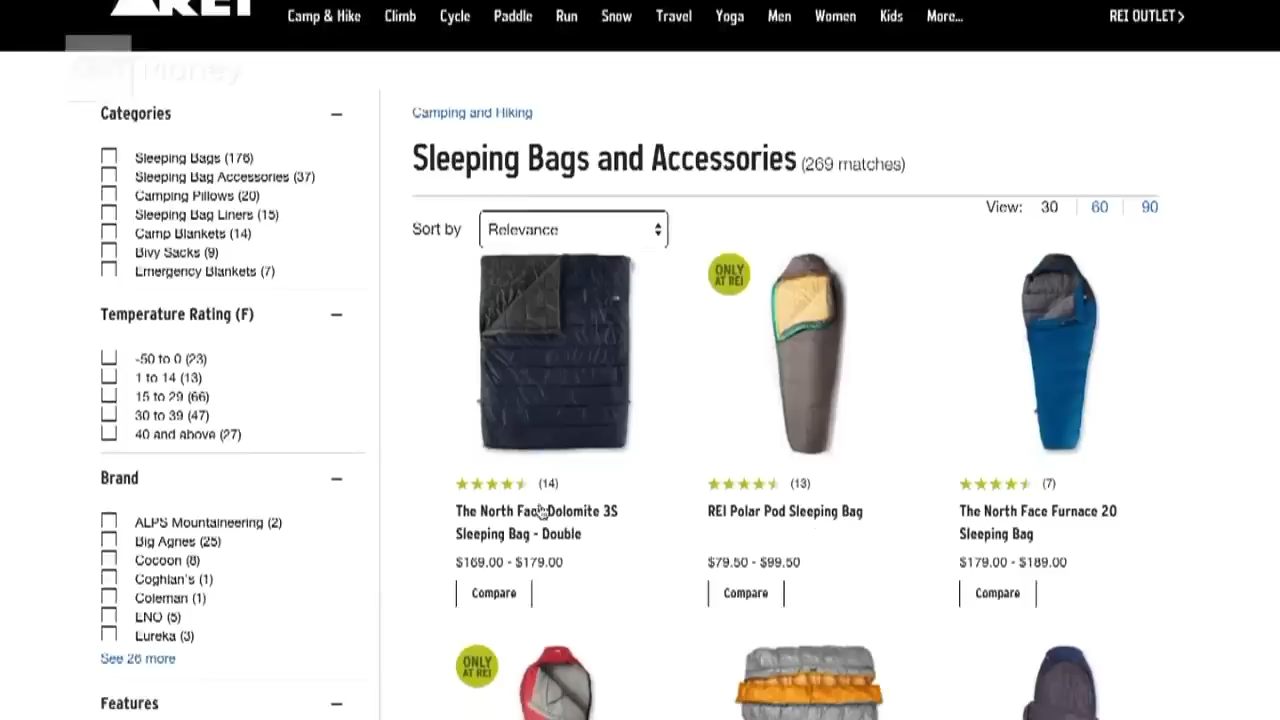 REI
Camp & Hike Climb Cycle Paddle Run Snow Travel Yoga Men Women Kids More... REI OUTLET
Money
Categories
Sleeping Bags (176)
Sleeping Bag Accessories (37)
Camping Pillows (20)
Sleeping Bag Liners (15)
Camp Blankets (14)
Bivy Sacks (9)
Emergency Blankets (7)
Temperature Rating (F)
-50 to 0 (23)
1 to 14 (13)
15 to 29 (66)
30 to 39 (47)
40 and above (27)
Brand
ALPS Mountaineering (2)
Big Agnes (25)
Cocoon (8)
Coghlan's (1)
Coleman (1)
ENO (5)
Eureka (3)
See 26 more
Features
Camping and Hiking
Sleeping Bags and Accessories (269 matches)
View: 30 60 90
Sort by Relevance
ONLY
AT REI
(14)
The North Face Dolomite 3S
Sleeping Bag - Double
$169.00 - $179.00
Compare
(13)
REI Polar Pod Sleeping Bag
$79.50 - $99.50
Compare
(7)
The North Face Furnace 20
Sleeping Bag
$179.00 - $189.00
Compare
ONLY
AT REI